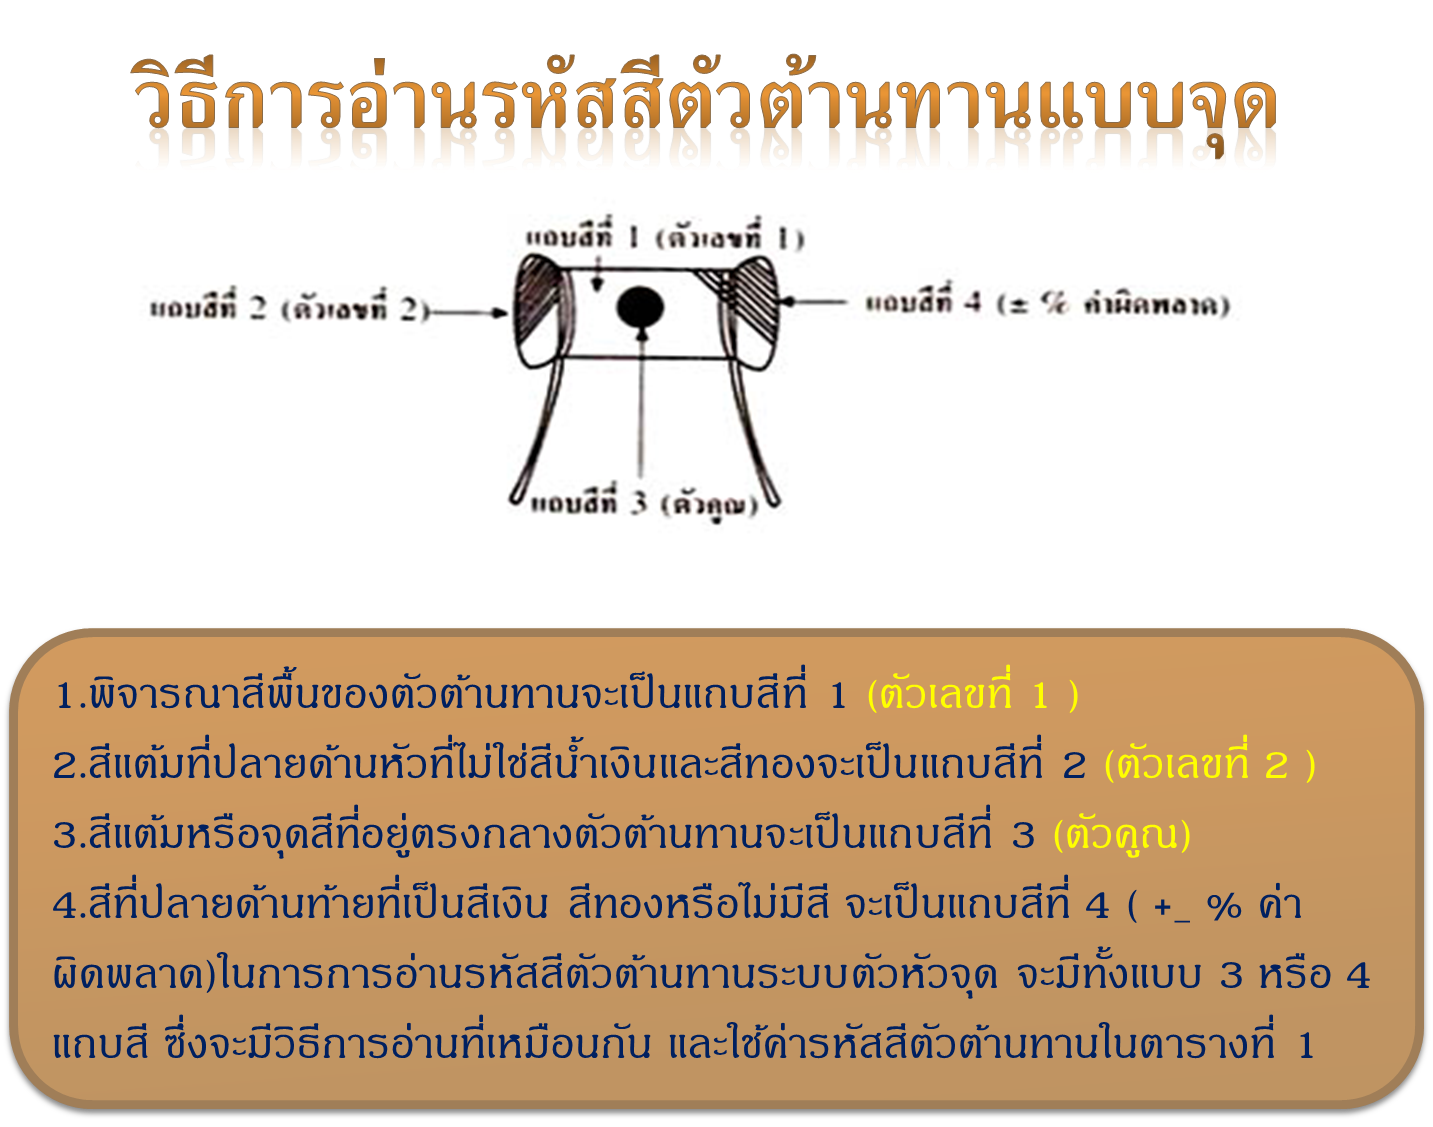 วิธีการอ่านรหัสสีตัวต้านทานแบบจุด
แถบสีที่ 1 (ตัวเลขที่ 1)
แถบสีที่ 2 (ตัวเลขที่ 2)
แถบสีที่ 4 (± % ค่าผิดพลาด)
แถบสีที่ 3 (ตัวคูณ)
1.พิจารณาสีพื้นของตัวต้านทานจะเป็นแถบสีที่ 1 (ตัวเลขที่ 1 )
2.สีแต้มที่ปลายด้านหัวที่ไม่ใช่สีน้ำเงินและสีทองจะเป็นแถบสีที่ 2 (ตัวเลขที่ 2 )
3.สีแต้มหรือจุดสีที่อยู่ตรงกลางตัวต้านทานจะเป็นแถบสีที่ 3 (ตัวคูณ)
4.สีที่ปลายด้านท้ายที่เป็นสีเงิน สีทองหรือไม่มีสี จะเป็นแถบสีที่ 4 ( +_ % ค่า
ผิดพลาด)ในการการอ่านรหัสสีตัวต้านทานระบบตัวหัวจุด จะมีทั้งแบบ 3 หรือ 4
แถบสี ซึ่งจะมีวิธีการอ่านที่เหมือนกัน และใช้ค่ารหัสสีตัวต้านทานในตารางที่ 1